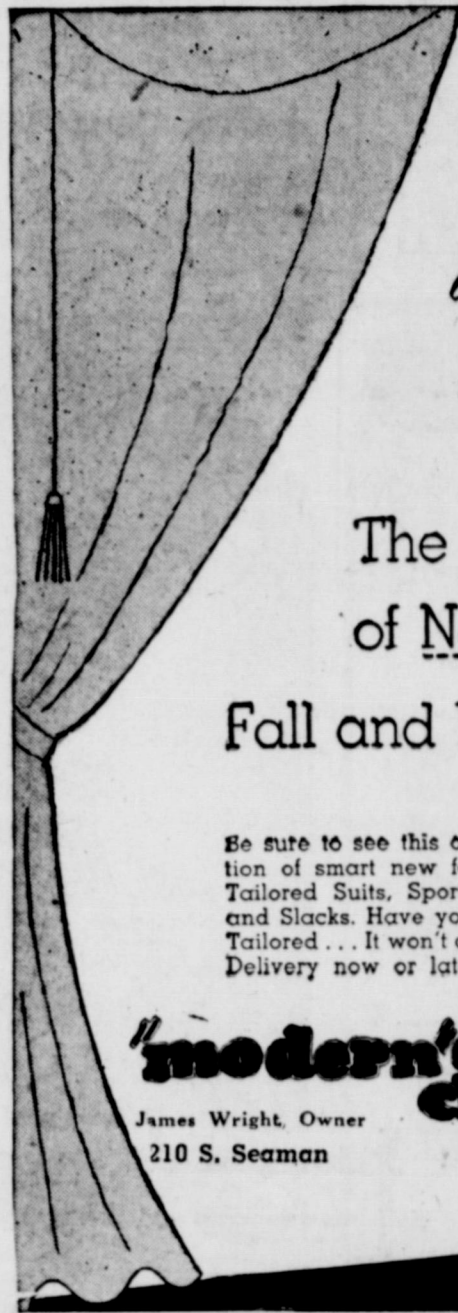 The
of N
Fall and
Be sure to see this
tion of smart new
Tailored Suits, Spor
and Slacks. Have yo
Tailored . . . It won't
Delivery now or lat
"modern"
James Wright, Owner
210 S. Seaman